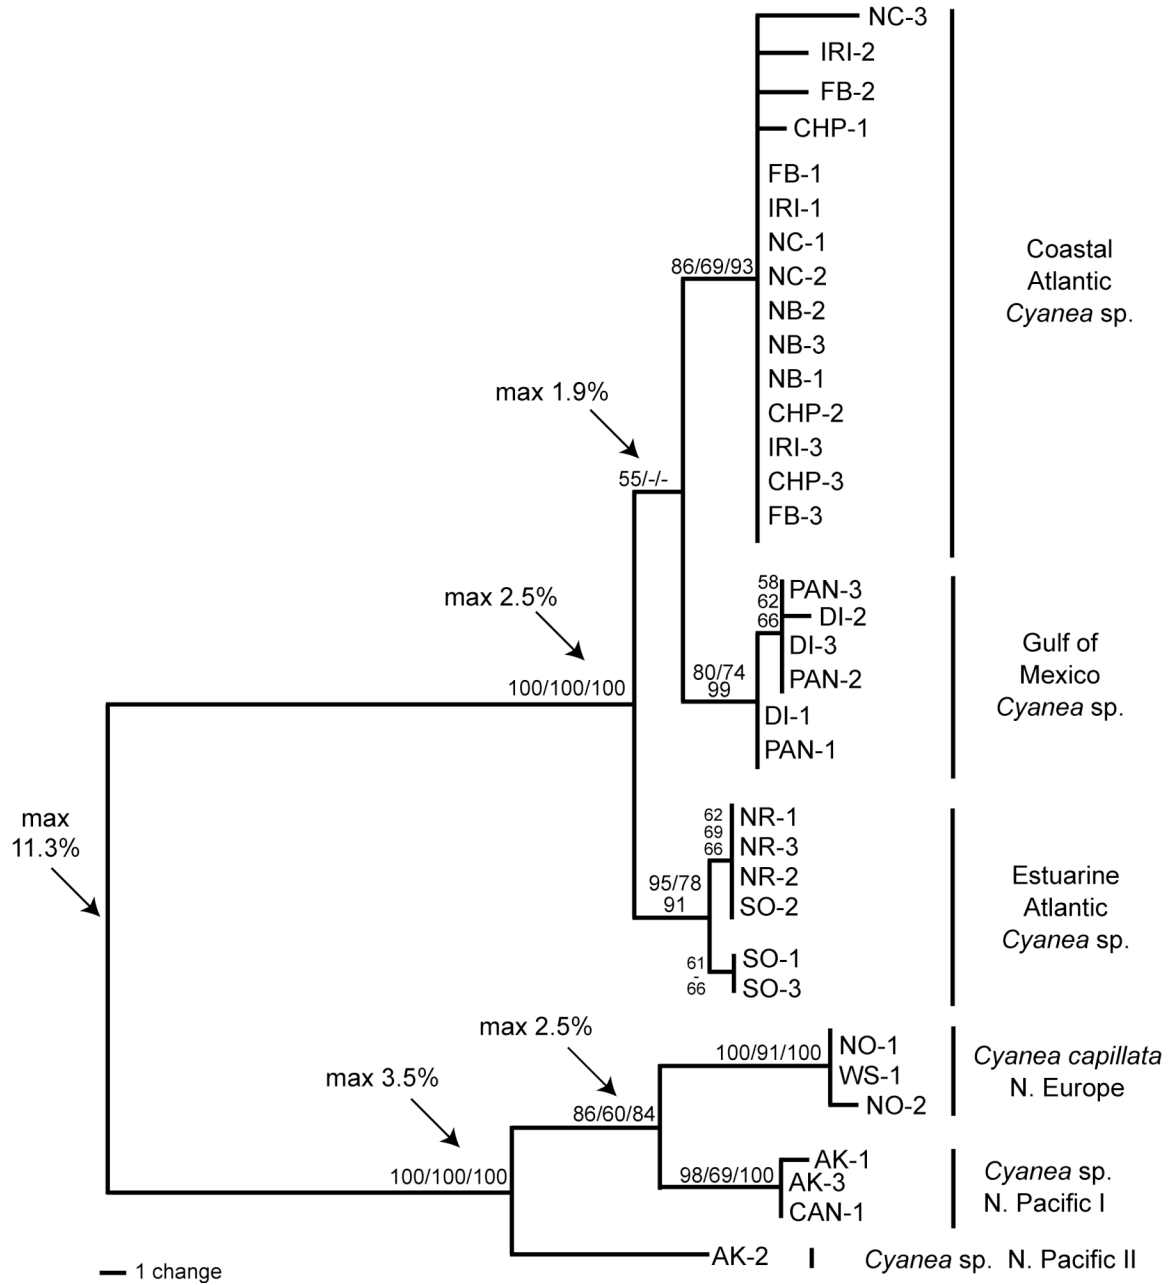 NC-3
IRI-2
FB-2
CHP-1
FB-1
IRI-1
NC-1
NC-2
NB-2
NB-3
NB-1
CHP-2
IRI-3
CHP-3
FB-3
86/69/93
Coastal
Atlantic
Cyanea sp.
max 1.9%
55/-/-
max 2.5%
100/100/100
58
62
66
PAN-3
DI-2
DI-3
PAN-2
80/74
99
DI-1
PAN-1
Gulf of
Mexico
Cyanea sp.
max
11.3%
62
69
66
NR-1
NR-3
NR-2
SO-2
95/78
91
61
-
66
SO-1
SO-3
Estuarine
Atlantic
Cyanea sp.
max 2.5%
100/91/100
NO-1
WS-1
NO-2
Cyanea capillata
N. Europe
max 3.5%
86/60/84
100/100/100
98/69/100
AK-1
AK-3
CAN-1
Cyanea sp.
N. Pacific I
AK-2
Cyanea sp. N. Pacific II
1 change